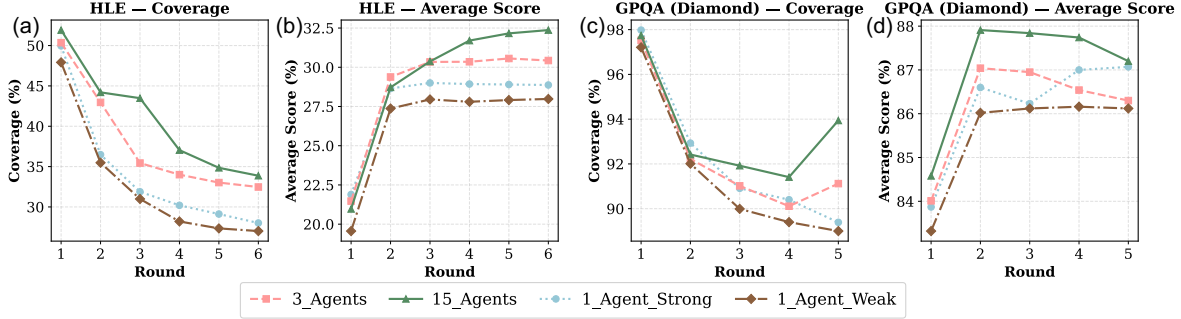 (a)
HLE — Coverage
Coverage (%)
50
45
40
35
30
1 2 3 4 5 6
Round
(b)
HLE — Average Score
Average Score (%)
32.5
30.0
27.5
25.0
22.5
20.0
1 2 3 4 5 6
Round
(c)
GPQA (Diamond) — Coverage
Coverage (%)
98
96
94
92
90
1 2 3 4 5
Round
(d)
GPQA (Diamond) — Average Score
Average Score (%)
88
87
86
85
84
1 2 3 4 5
Round
3_Agents 15_Agents 1_Agent_Strong 1_Agent_Weak